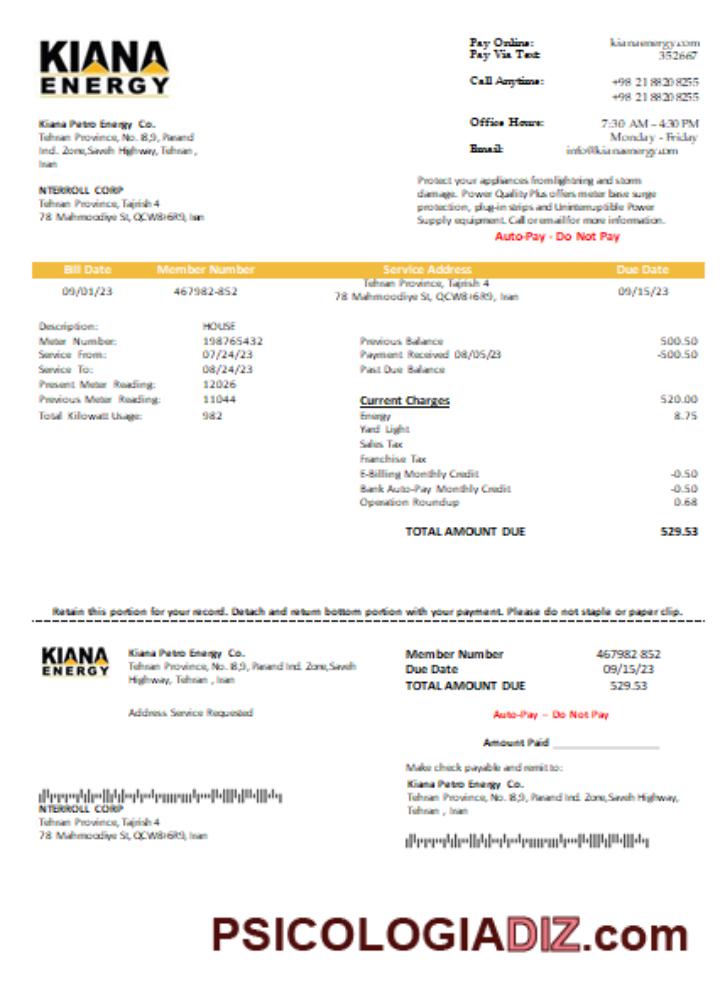 KIANA
ENERGY
Pay Online: kianaenergy.com
Pay Via Text: 352667
Call Anytime: +98 21 8820 8255
+98 21 8820 8255
Office Hours: 7:30 AM – 4:30 PM
Monday - Friday
Email: info@kianaenergy.com
Kiana Petro Energy Co.
Tehran Province, No. I8,9, Parand
Ind. Zone,Saveh Highway, Tehran ,
Iran
NTERROLL CORP
Tehran Province, Tajrish 4
78 Mahmoodiye St, QCW8+6R9, Iran
Protect your appliances from lightning and storm
damage. Power Quality Plus offers meter base surge
protection, plug-in strips and Uninterruptible Power
Supply equipment. Call or email for more information.
Auto-Pay - Do Not Pay
Bill Date Member Number Service Address Due Date
09/01/23 467982-852 Tehran Province, Tajrish 4 09/15/23
78 Mahmoodiye St, QCW8+6R9, Iran
Description: HOUSE
Meter Number: 198765432
Service From: 07/24/23
Service To: 08/24/23
Present Meter Reading: 12026
Previous Meter Reading: 11044
Total Kilowatt Usage: 982
Previous Balance 500.50
Payment Received 08/05/23 -500.50
Past Due Balance
Current Charges 520.00
Energy 8.75
Yard Light
Sales Tax
Franchise Tax
E-Billing Monthly Credit -0.50
Bank Auto-Pay Monthly Credit -0.50
Operation Roundup 0.68
TOTAL AMOUNT DUE 529.53
Retain this portion for your record. Detach and return bottom portion with your payment. Please do not staple or paper clip.
KIANA
ENERGY
Kiana Petro Energy Co.
Tehran Province, No. I8,9, Parand Ind. Zone,Saveh
Highway, Tehran , Iran
Address Service Requested
Member Number 467982 852
Due Date 09/15/23
TOTAL AMOUNT DUE 529.53
Auto-Pay – Do Not Pay
Amount Paid
Make check payable and remit to:
Kiana Petro Energy Co.
Tehran Province, No. I8,9, Parand Ind. Zone,Saveh Highway,
Tehran , Iran
NTERROLL CORP
Tehran Province, Tajrish 4
78 Mahmoodiye St, QCW8+6R9, Iran
PSICOLOGIADIZ.com